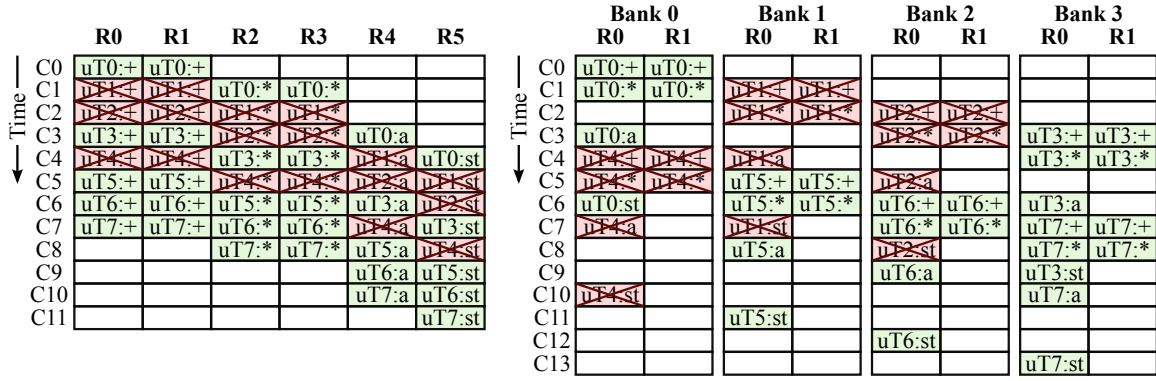 R0 R1 R2 R3 R4 R5
Time
C0 uT0:+ uT0:+
C1 uT1:+ uT1:+ uT0:* uT0:*
C2 uT2:+ uT2:+ uT1:* uT1:*
C3 uT3:+ uT3:+ uT2:* uT2:* uT0:a
C4 uT4:+ uT4:+ uT3:* uT3:* uT1:a uT0:st
C5 uT5:+ uT5:+ uT4:* uT4:* uT2:a uT1:st
C6 uT6:+ uT6:+ uT5:* uT5:* uT3:a uT2:st
C7 uT7:+ uT7:+ uT6:* uT6:* uT4:a uT3:st
C8 uT7:* uT7:* uT5:a uT4:st
C9 uT6:a uT5:st
C10 uT7:a uT6:st
C11 uT7:st
Bank 0 Bank 1 Bank 2 Bank 3
R0 R1 R0 R1 R0 R1 R0 R1
Time
C0 uT0:+ uT0:+
C1 uT0:* uT0:* uT1:+ uT1:+
C2 uT1:* uT1:* uT2:+ uT2:+
C3 uT0:a uT2:* uT2:* uT3:+ uT3:+
C4 uT4:+ uT4:+ uT1:a uT3:* uT3:*
C5 uT4:* uT4:* uT5:+ uT5:+ uT2:a
C6 uT0:st uT5:* uT5:* uT6:+ uT6:+ uT3:a
C7 uT4:a uT1:st uT6:* uT6:* uT7:+ uT7:+
C8 uT5:a uT2:st uT7:* uT7:*
C9 uT6:a uT3:st
C10 uT4:st uT7:a
C11 uT5:st
C12 uT6:st
C13 uT7:st